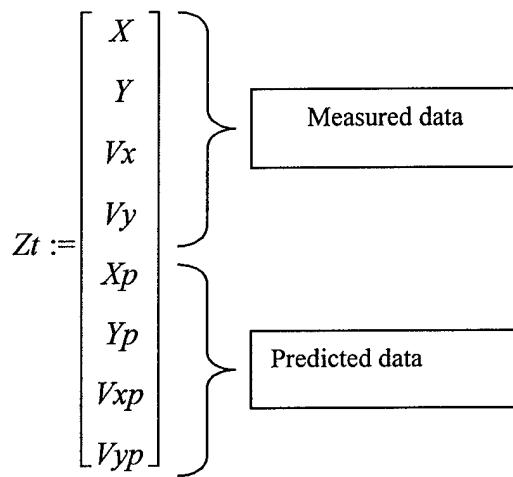 X
Y
Measured data
Vx
Vy
Zt :=
Xp
Yp
Predicted data
Vxp
Vyp